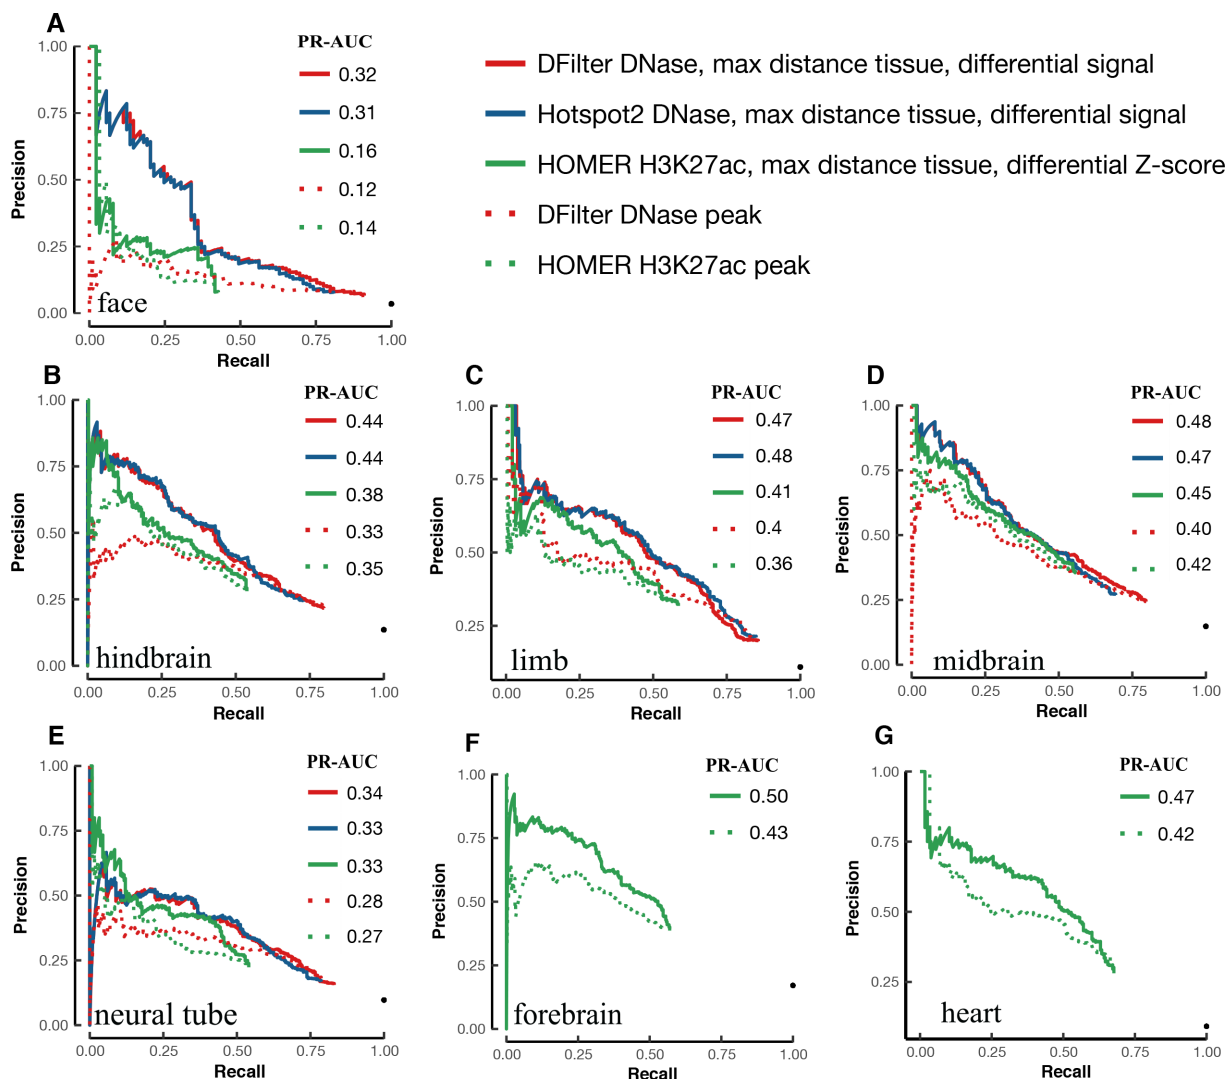 A
PR-AUC
0.32
0.31
0.16
0.12
0.14
1.00
0.75
0.50
0.25
0.00
Precision
face
0.00 0.25 0.50 0.75 1.00
Recall
DFilter DNase, max distance tissue, differential signal
Hotspot2 DNase, max distance tissue, differential signal
HOMER H3K27ac, max distance tissue, differential Z-score
DFilter DNase peak
HOMER H3K27ac peak
B
PR-AUC
0.44
0.44
0.38
0.33
0.35
1.00
0.75
0.50
0.25
0.00
Precision
hindbrain
0.00 0.25 0.50 0.75 1.00
Recall
C
PR-AUC
0.47
0.48
0.41
0.4
0.36
1.00
0.75
0.50
0.25
Precision
limb
0.00 0.25 0.50 0.75 1.00
Recall
D
PR-AUC
0.48
0.47
0.45
0.40
0.42
1.00
0.75
0.50
0.25
0.00
Precision
midbrain
0.00 0.25 0.50 0.75 1.00
Recall
E
PR-AUC
0.34
0.33
0.33
0.28
0.27
1.00
0.75
0.50
0.25
0.00
Precision
neural tube
0.00 0.25 0.50 0.75 1.00
Recall
F
PR-AUC
0.50
0.43
1.00
0.75
0.50
0.25
0.00
Precision
forebrain
0.00 0.25 0.50 0.75 1.00
Recall
G
PR-AUC
0.47
0.42
1.00
0.75
0.50
0.25
Precision
heart
0.00 0.25 0.50 0.75 1.00
Recall